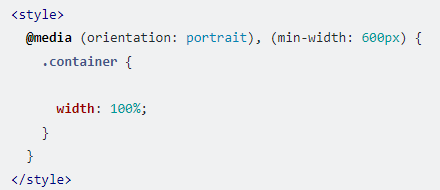 <style>
@media (orientation: portrait), (min-width: 600px) {
.container {
width: 100%;
}
}
</style>